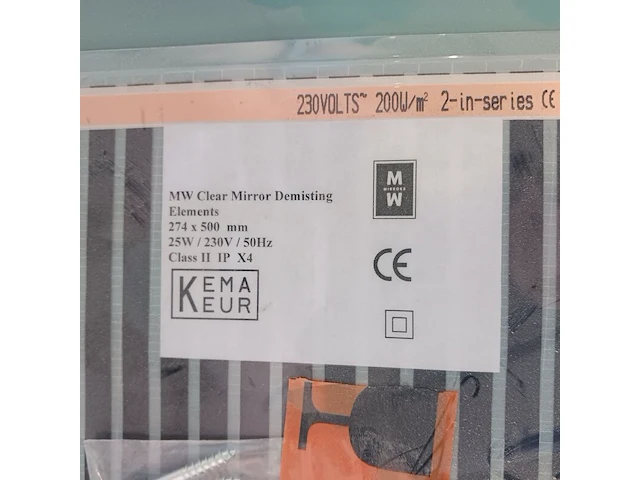 230VOLTS~ 200W/m² 2-in-series CE
MW Clear Mirror Demisting
Elements
274 x 500 mm
25W / 230V / 50Hz
Class II IP X4
KEMA
KEUR
M
MIRRORS
W
CE